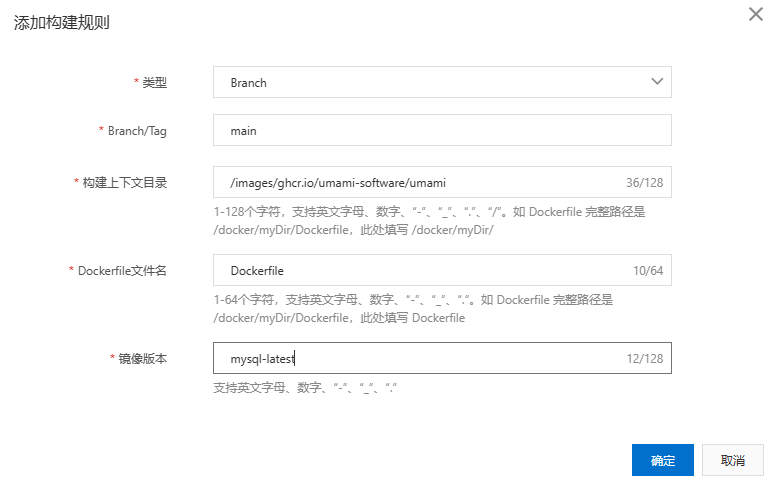 添加构建规则
* 类型
Branch
* Branch/Tag
main
* 构建上下文目录
/images/ghcr.io/umami-software/umami
36/128
1-128个字符，支持英文字母、数字、“-”、“_”、“.”、“/”。如 Dockerfile 完整路径是
/docker/myDir/Dockerfile，此处填写 /docker/myDir/
* Dockerfile文件名
Dockerfile
10/64
1-64个字符，支持英文字母、数字、“-”、“_”、“.”。如 Dockerfile 完整路径是
/docker/myDir/Dockerfile，此处填写 Dockerfile
* 镜像版本
mysql-latest
12/128
支持英文字母、数字、“-”、“_”、“.”
确定
取消